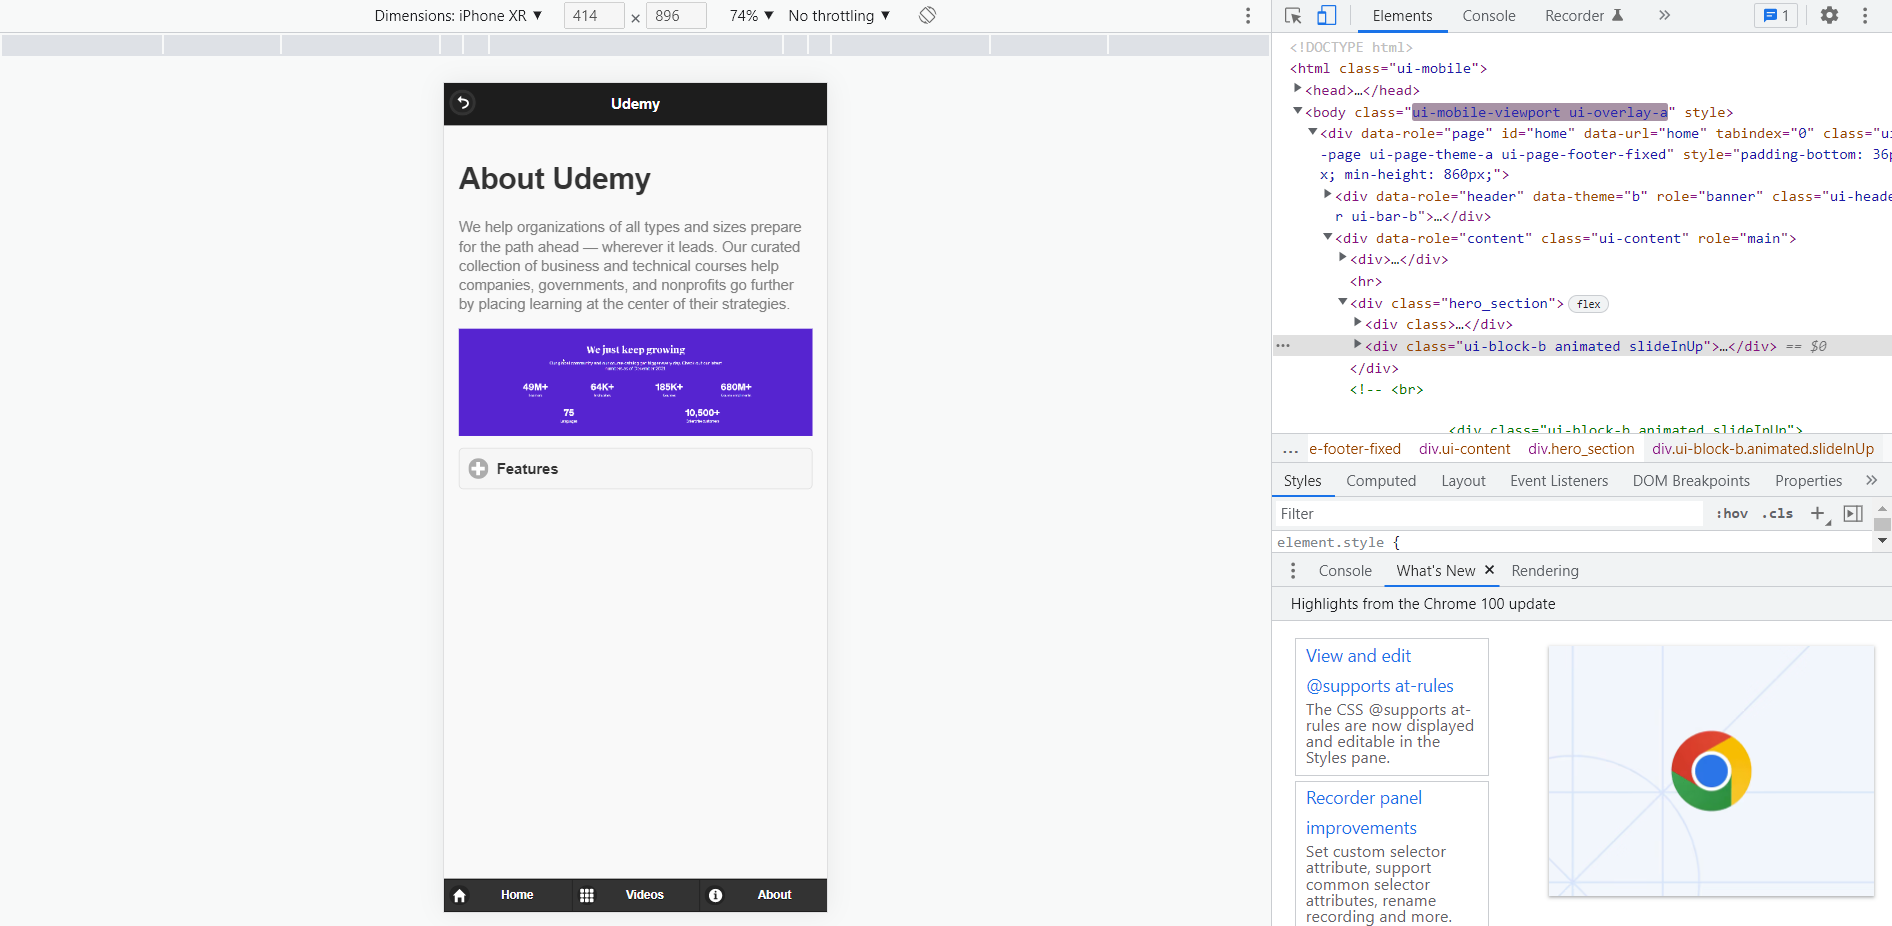 Dimensions: iPhone XR ▼ 414 × 896 74% ▼ No throttling ▼
Udemy
About Udemy
We help organizations of all types and sizes prepare
for the path ahead — wherever it leads. Our curated
collection of business and technical courses help
companies, governments, and nonprofits go further
by placing learning at the center of their strategies.
We just keep growing
49M+ 64K+ 185K+ 680M+
75 10,500+
Features
Home Videos About
Elements Console Recorder » 1
<!DOCTYPE html>
<html class="ui-mobile">
<head>…</head>
<body class="ui-mobile-viewport ui-overlay-a" style>
<div data-role="page" id="home" data-url="home" tabindex="0" class="ui
-page ui-page-theme-a ui-page-footer-fixed" style="padding-bottom: 36p
x; min-height: 860px;">
<div data-role="header" data-theme="b" role="banner" class="ui-heade
r ui-bar-b">…</div>
<div data-role="content" class="ui-content" role="main">
<div>…</div>
<hr>
<div class="hero_section"> flex
<div class>…</div>
… <div class="ui-block-b animated slideInUp">…</div> == $0
</div>
<!-- <br>
<div class="ui-block-b animated slideInUp">
… e-footer-fixed div.ui-content div.hero_section div.ui-block-b.animated.slideInUp
Styles Computed Layout Event Listeners DOM Breakpoints Properties »
Filter :hov .cls +
element.style {
Console What's New × Rendering
Highlights from the Chrome 100 update
View and edit
@supports at-rules
The CSS @supports at-
rules are now displayed
and editable in the
Styles pane.
Recorder panel
improvements
Set custom selector
attribute, support
common selector
attributes, rename
recording and more.